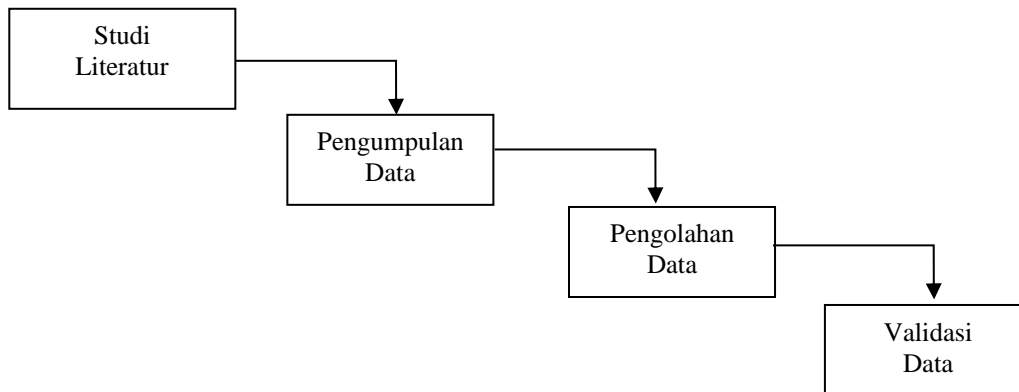 Studi
Literatur
Pengumpulan
Data
Pengolahan
Data
Validasi
Data